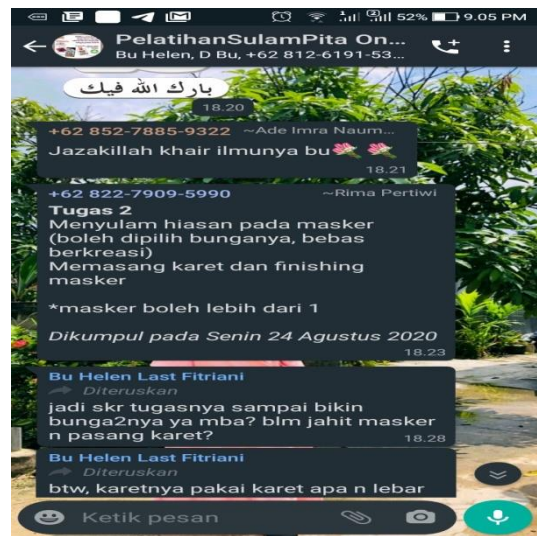 52% 9.05 PM
PelatihanSulamPita On...
Bu Helen, D Bu, +62 812-6191-53...
بارك الله فيك
18.20
+62 852-7885-9322 ~Ade Imra Naum...
Jazakillah khair ilmunya bu
18.21
+62 822-7909-5990 ~Rima Pertiwi
Tugas 2
Menyulam hiasan pada masker
(boleh dipilih bunganya, bebas
berkreasi)
Memasang karet dan finishing
masker
*masker boleh lebih dari 1
Dikumpul pada Senin 24 Agustus 2020
18.23
Bu Helen Last Fitriani
Diteruskan
jadi skr tugasnya sampai bikin
bunga2nya ya mba? blm jahit masker
n pasang karet?
18.28
Bu Helen Last Fitriani
Diteruskan
btw, karetnya pakai karet apa n lebar
Ketik pesan